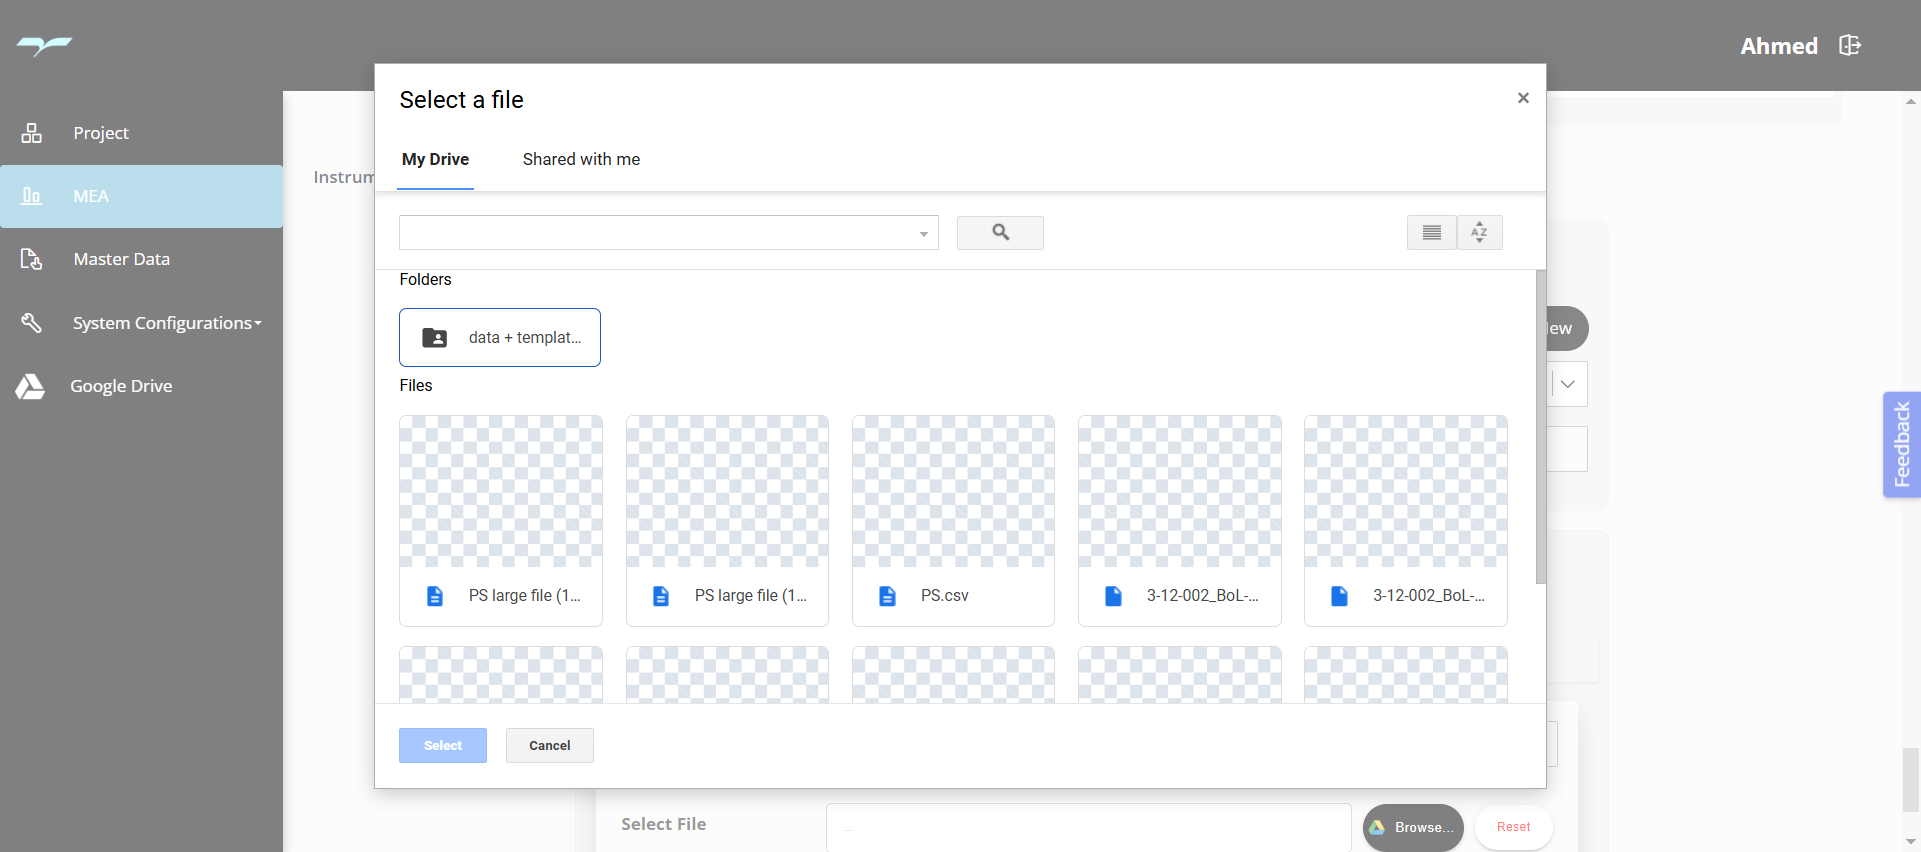 Ahmed
Project
MEA
Master Data
System Configurations
Google Drive
Select a file
×
My Drive
Shared with me
AZ
Folders
data + templat...
Files
PS large file (1...
PS large file (1...
PS.csv
3-12-002_BoL-...
3-12-002_BoL-...
Select
Cancel
Feedback
Select File
...
Browse...
Reset